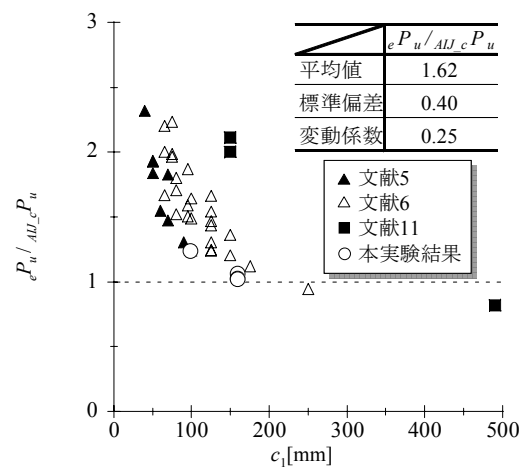 3
2
1
0
ₑPᵤ / AIJ_cPᵤ
ₑPᵤ / AIJ_cPᵤ
平均値 1.62
標準偏差 0.40
変動係数 0.25
▲ 文献5
△ 文献6
■ 文献11
○ 本実験結果
0 100 200 300 400 500
c₁[mm]